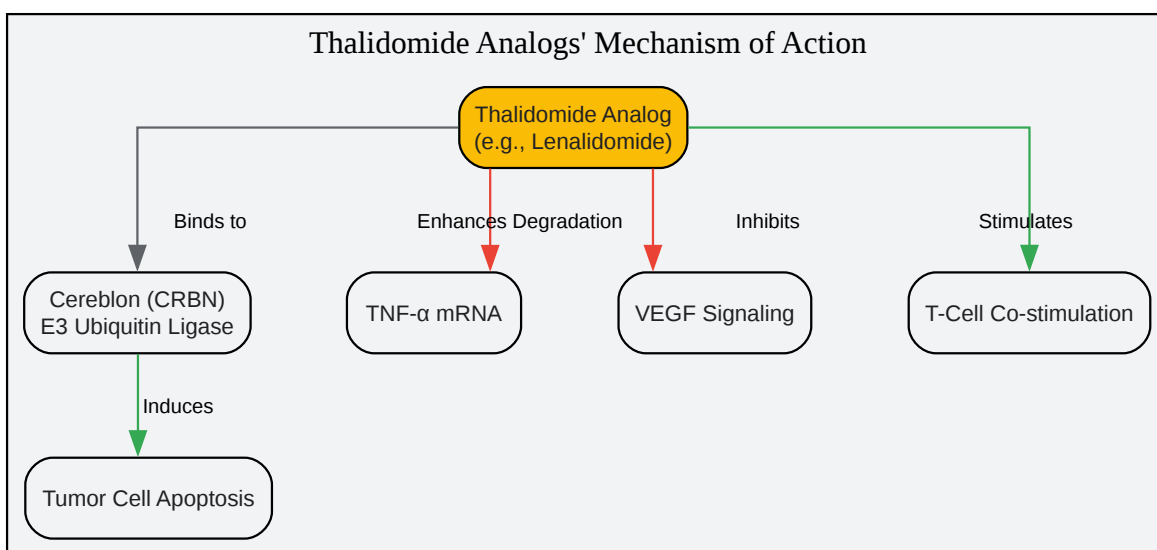 Thalidomide Analogs' Mechanism of Action
Thalidomide Analog
(e.g., Lenalidomide)
Binds to
Enhances Degradation
Inhibits
Stimulates
Cereblon (CRBN)
E3 Ubiquitin Ligase
TNF-α mRNA
VEGF Signaling
T-Cell Co-stimulation
Induces
Tumor Cell Apoptosis